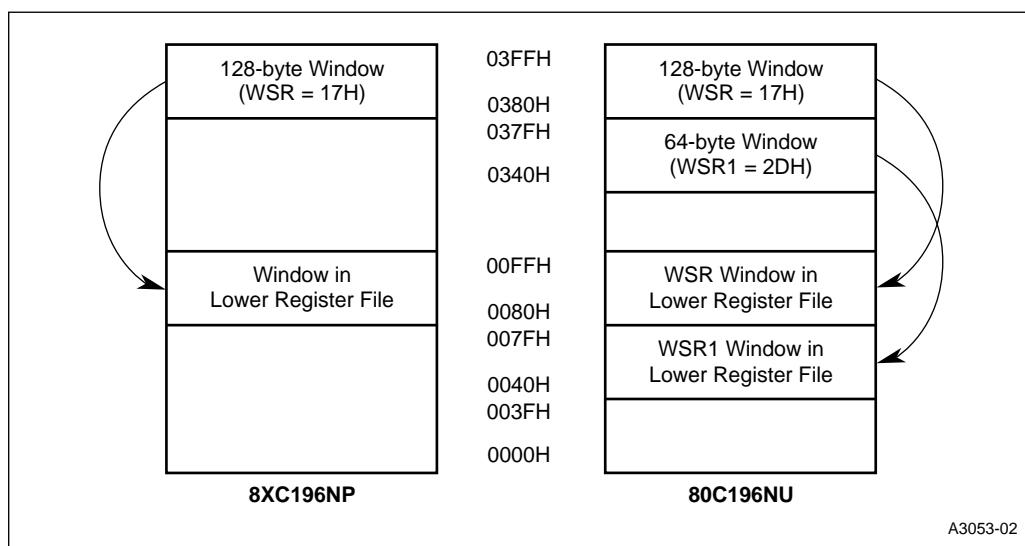 128-byte Window
(WSR = 17H)
Window in
Lower Register File
8XC196NP
03FFH
0380H
037FH
0340H
00FFH
0080H
007FH
0040H
003FH
0000H
128-byte Window
(WSR = 17H)
64-byte Window
(WSR1 = 2DH)
WSR Window in
Lower Register File
WSR1 Window in
Lower Register File
80C196NU
A3053-02